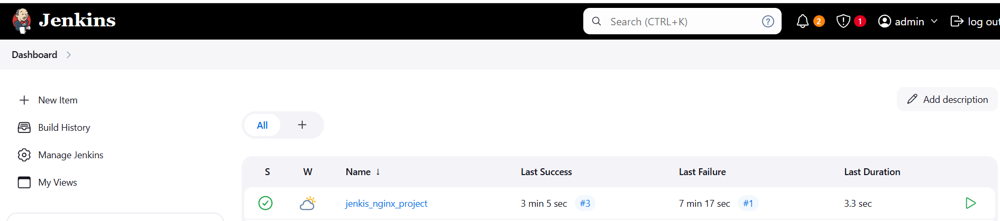 Jenkins
Search (CTRL+K)
2
1
admin
log out
Dashboard
New Item
Build History
Manage Jenkins
My Views
Add description
All
S W Name ↓ Last Success Last Failure Last Duration
jenkis_nginx_project 3 min 5 sec #3 7 min 17 sec #1 3.3 sec